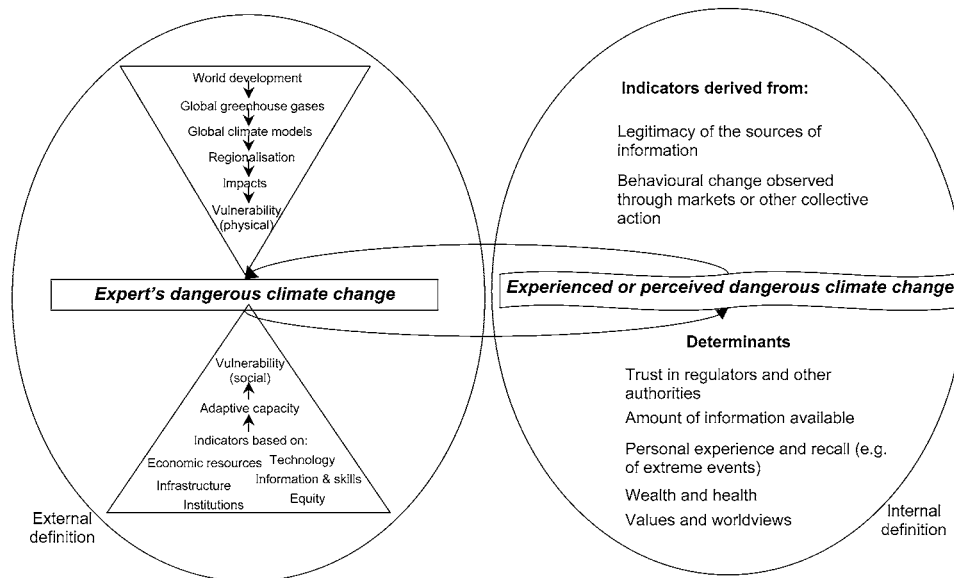 World development
Global greenhouse gases
Global climate models
Regionalisation
Impacts
Vulnerability
(physical)
Expert's dangerous climate change
Vulnerability
(social)
Adaptive capacity
Indicators based on:
Economic resources
Technology
Infrastructure
Information & skills
Institutions
Equity
External
definition
Indicators derived from:
Legitimacy of the sources of
information
Behavioural change observed
through markets or other collective
action
Experienced or perceived dangerous climate change
Determinants
Trust in regulators and other
authorities
Amount of information available
Personal experience and recall (e.g.
of extreme events)
Wealth and health
Values and worldviews
Internal
definition